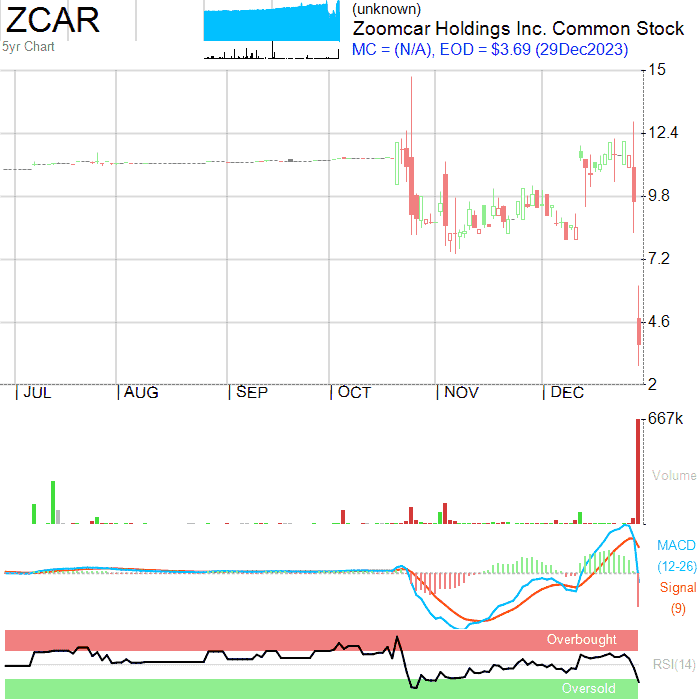 ZCAR
5yr Chart
(unknown)
Zoomcar Holdings Inc. Common Stock
MC = (N/A), EOD = $3.69 (29Dec2023)
15
12.4
9.8
7.2
4.6
2
JUL AUG SEP OCT NOV DEC
667k
Volume
MACD
(12-26)
Signal
(9)
Overbought
RSI(14)
Oversold